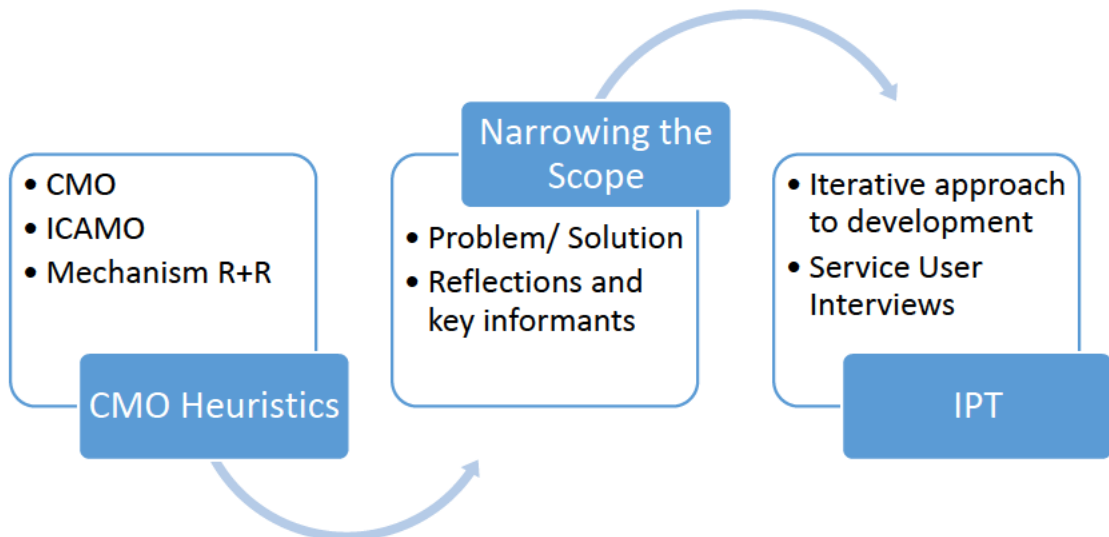 • CMO
• ICAMO
• Mechanism R+R
CMO Heuristics
Narrowing the
Scope
• Problem/ Solution
• Reflections and
key informants
• Iterative approach
to development
• Service User
Interviews
IPT